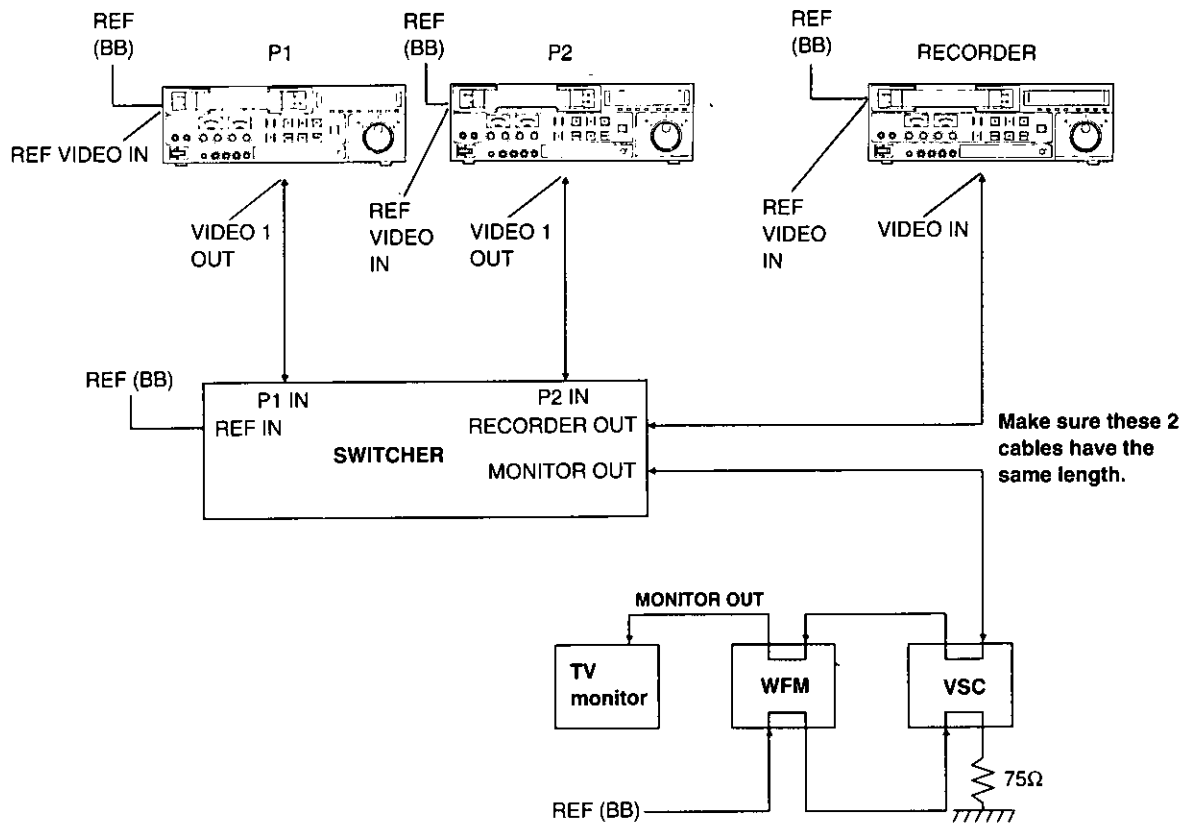 REF
(BB)
P1
REF
(BB)
P2
REF
(BB)
RECORDER
REF VIDEO IN
VIDEO 1
OUT
REF
VIDEO
IN
VIDEO 1
OUT
REF
VIDEO
IN
VIDEO IN
REF (BB)
P1 IN
P2 IN
REF IN
RECORDER OUT
SWITCHER
MONITOR OUT
Make sure these 2
cables have the
same length.
MONITOR OUT
TV
monitor
WFM
VSC
75Ω
REF (BB)